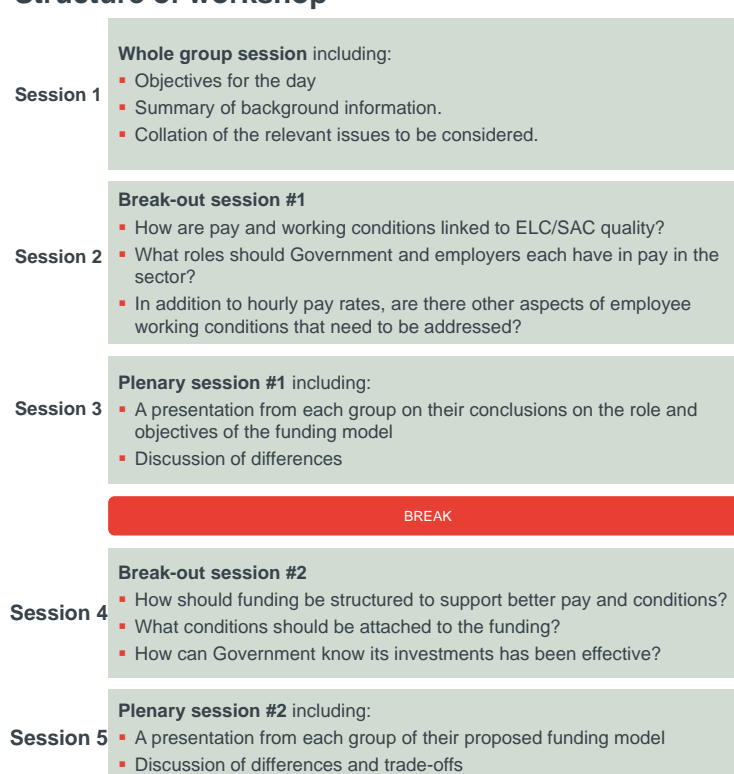 Structure of workshop
Session 1
Whole group session including:
▪ Objectives for the day
▪ Summary of background information.
▪ Collation of the relevant issues to be considered.
Session 2
Break-out session #1
▪ How are pay and working conditions linked to ELC/SAC quality?
▪ What roles should Government and employers each have in pay in the
sector?
▪ In addition to hourly pay rates, are there other aspects of employee
working conditions that need to be addressed?
Session 3
Plenary session #1 including:
▪ A presentation from each group on their conclusions on the role and
objectives of the funding model
▪ Discussion of differences
BREAK
Session 4
Break-out session #2
▪ How should funding be structured to support better pay and conditions?
▪ What conditions should be attached to the funding?
▪ How can Government know its investments has been effective?
Session 5
Plenary session #2 including:
▪ A presentation from each group of their proposed funding model
▪ Discussion of differences and trade-offs